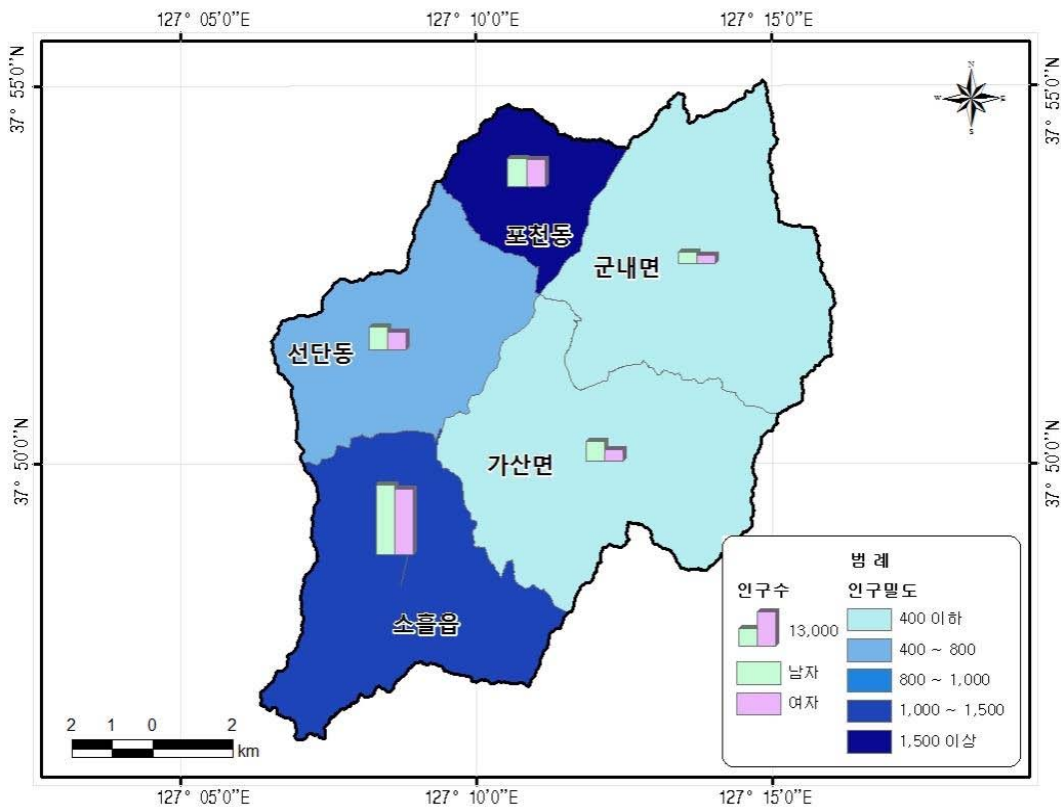 127° 05'0"E 127° 10'0"E 127° 15'0"E
37° 55'0"N
37° 55'0"N
N
W E
S
포천동
군내면
선단동
가산면
소흘읍
37° 50'0"N
37° 50'0"N
범 례
인구수
13,000
남자
여자
인구밀도
400 이하
400 ~ 800
800 ~ 1,000
1,000 ~ 1,500
1,500 이상
2 1 0 2
km
127° 05'0"E 127° 10'0"E 127° 15'0"E